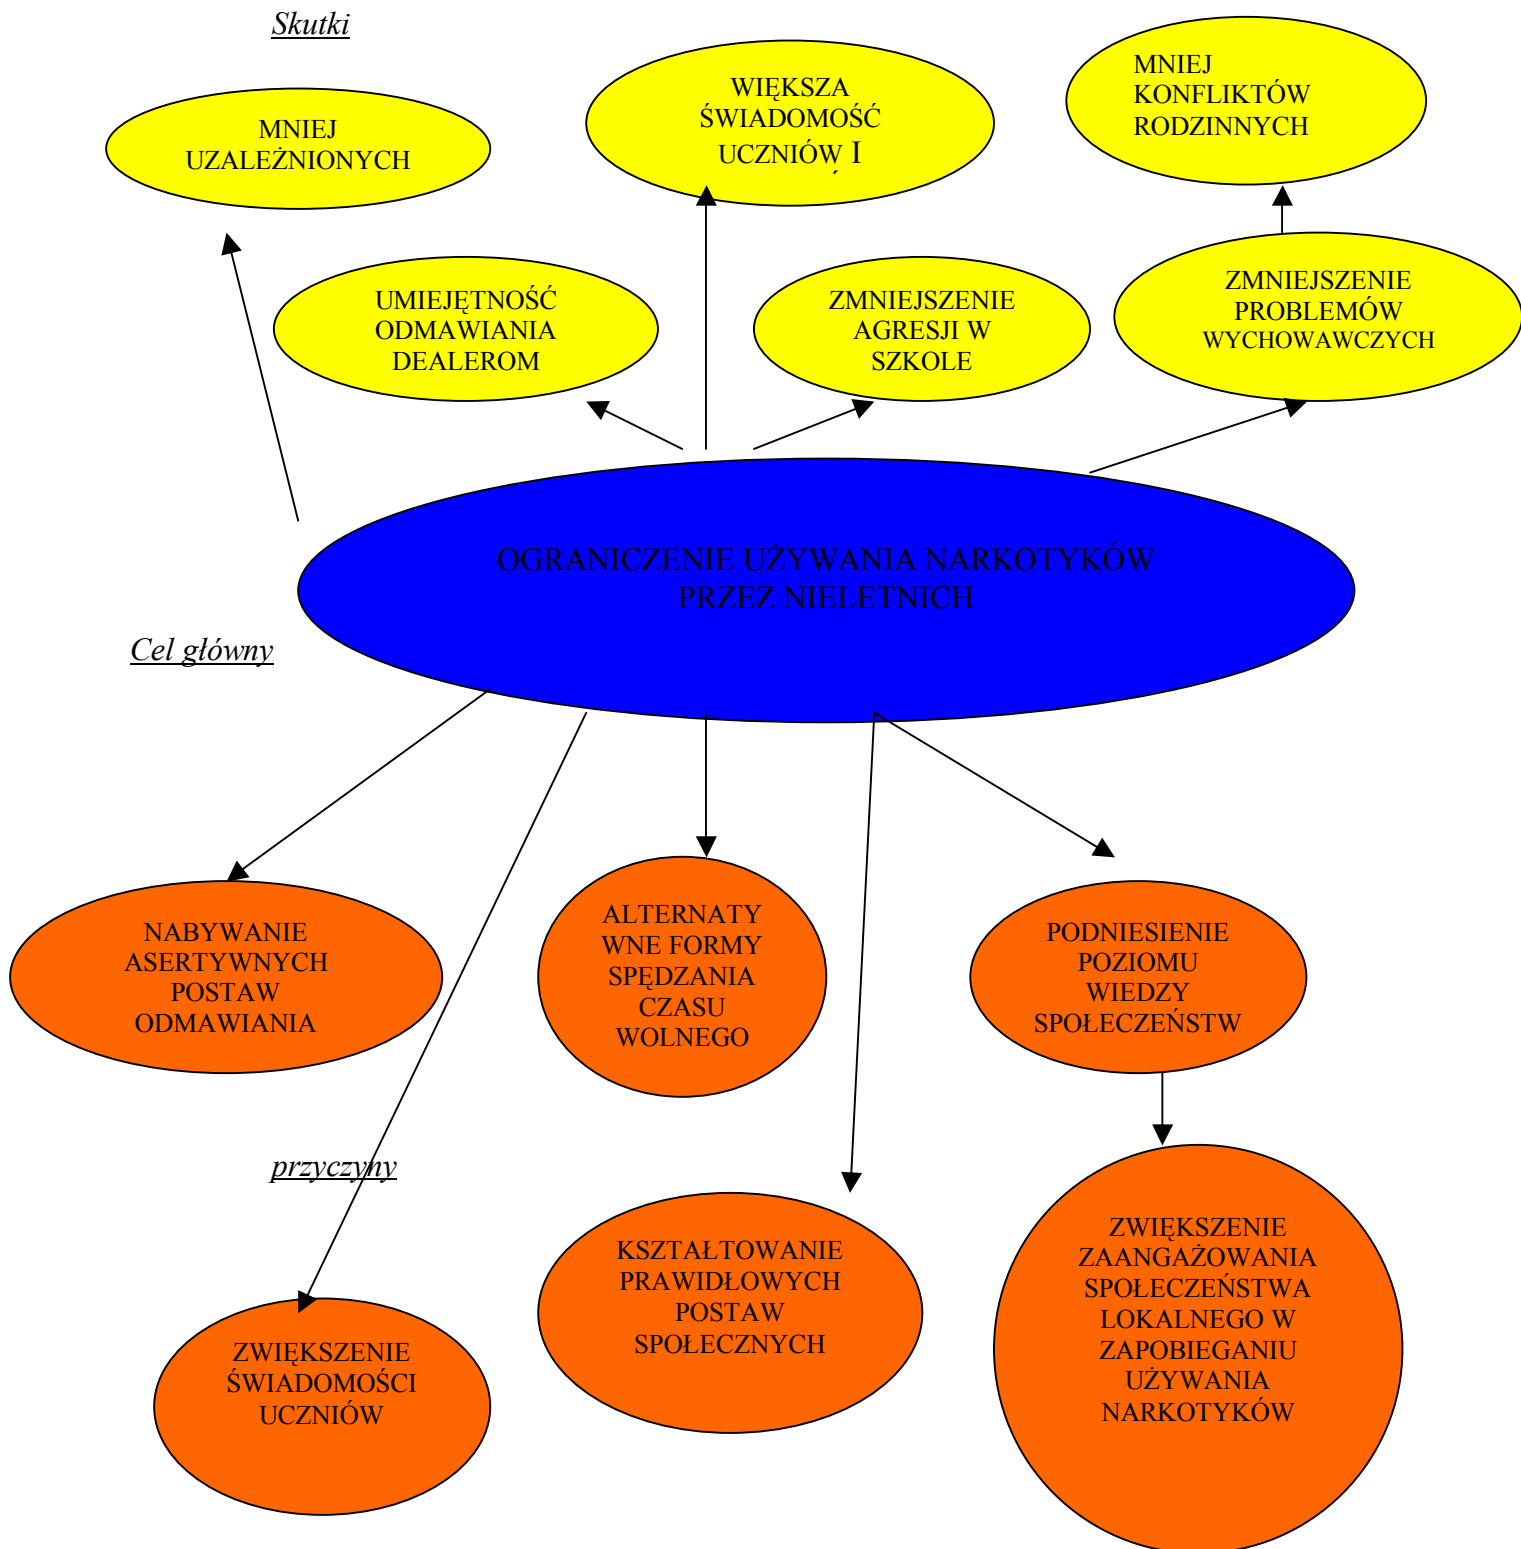 Skutki
MNIEJ
UZALEŻNIONYCH
WIĘKSZA
ŚWIADOMOŚĆ
UCZNIÓW I
MNIEJ
KONFLIKTÓW
RODZINNYCH
UMIEJĘTNOŚĆ
ODMAWIANIA
DEALEROM
ZMNIEJSZENIE
AGRESJI W
SZKOLE
ZMNIEJSZENIE
PROBLEMÓW
WYCHOWAWCZYCH
OGRANICZENIE UŻYWANIA NARKOTYKÓW
PRZEZ NIELETNICH
Cel główny
NABYWANIE
ASERTYWNYCH
POSTAW
ODMAWIANIA
ALTERNATY
WNE FORMY
SPĘDZANIA
CZASU
WOLNEGO
PODNIESIENIE
POZIOMU
WIEDZY
SPOŁECZEŃSTW
przyczyny
ZWIĘKSZENIE
ŚWIADOMOŚCI
UCZNIÓW
KSZTAŁTOWANIE
PRAWIDŁOWYCH
POSTAW
SPOŁECZNYCH
ZWIĘKSZENIE
ZAANGAŻOWANIA
SPOŁECZEŃSTWA
LOKALNEGO W
ZAPOBIEGANIU
UŻYWANIA
NARKOTYKÓW